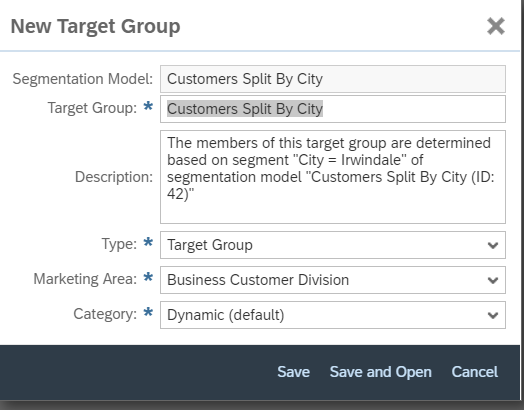 New Target Group
Segmentation Model: Customers Split By City
Target Group: * Customers Split By City
Description:
The members of this target group are determined
based on segment "City = Irwindale" of
segmentation model "Customers Split By City (ID:
42)"
Type: * Target Group
Marketing Area: * Business Customer Division
Category: * Dynamic (default)
Save Save and Open Cancel